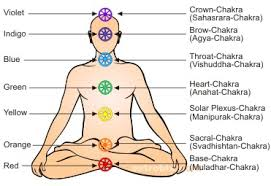 Violet
Crown-Chakra
(Sahasrara-Chakra)
Indigo
Brow-Chakra
(Agya-Chakra)
Blue
Throat-Chakra
(Vishuddha-Chakra)
Green
Heart-Chakra
(Anahat-Chakra)
Yellow
Solar Plexus-Chakra
(Manipurak-Chakra)
Orange
Sacral-Chakra
(Svadhishtan-Chakra)
Red
Base-Chakra
(Muladhar-Chakra)